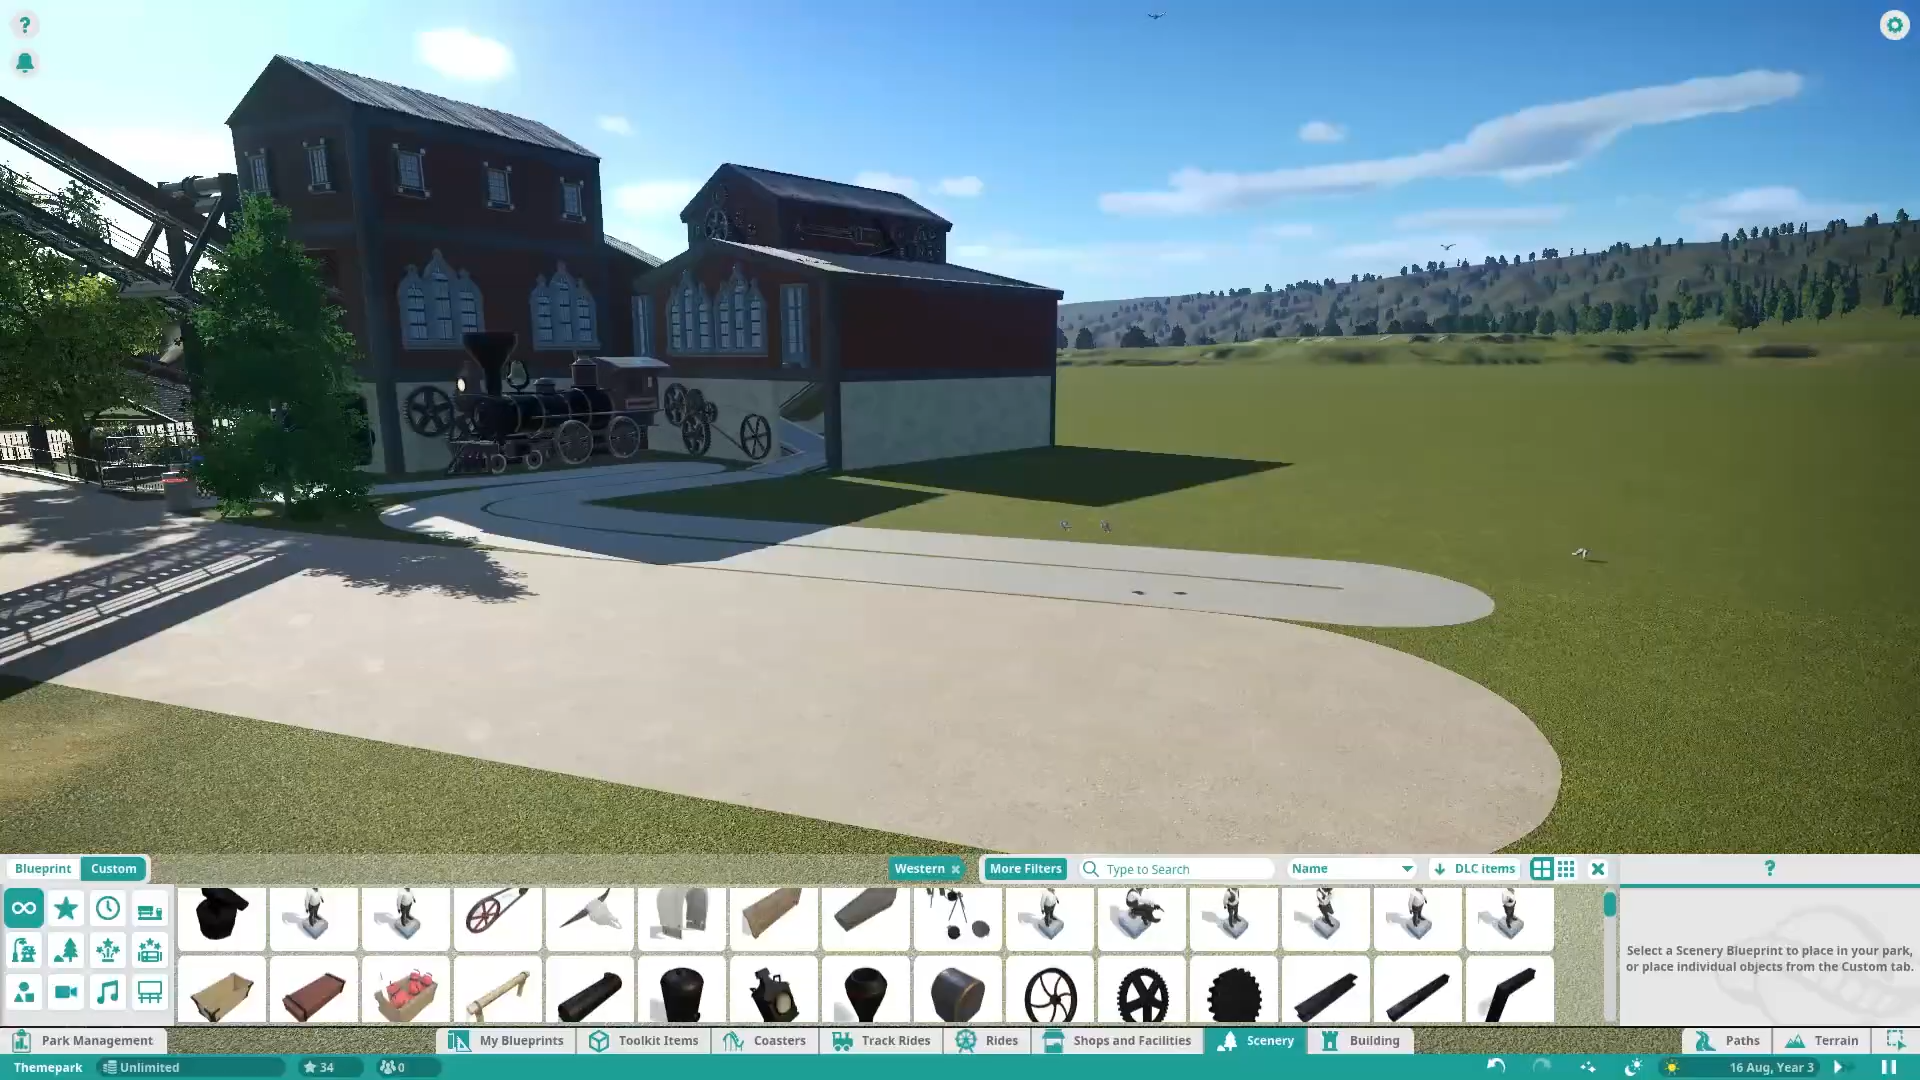 ?
Blueprint
Custom
Western
More Filters
Type to Search
Name
DLC items
?
Select a Scenery Blueprint to place in your park,
or place individual objects from the Custom tab.
Park Management
My Blueprints
Toolkit Items
Coasters
Track Rides
Rides
Shops and Facilities
Scenery
Building
Paths
Terrain
Themepark
Unlimited
34
0
16 Aug, Year 3